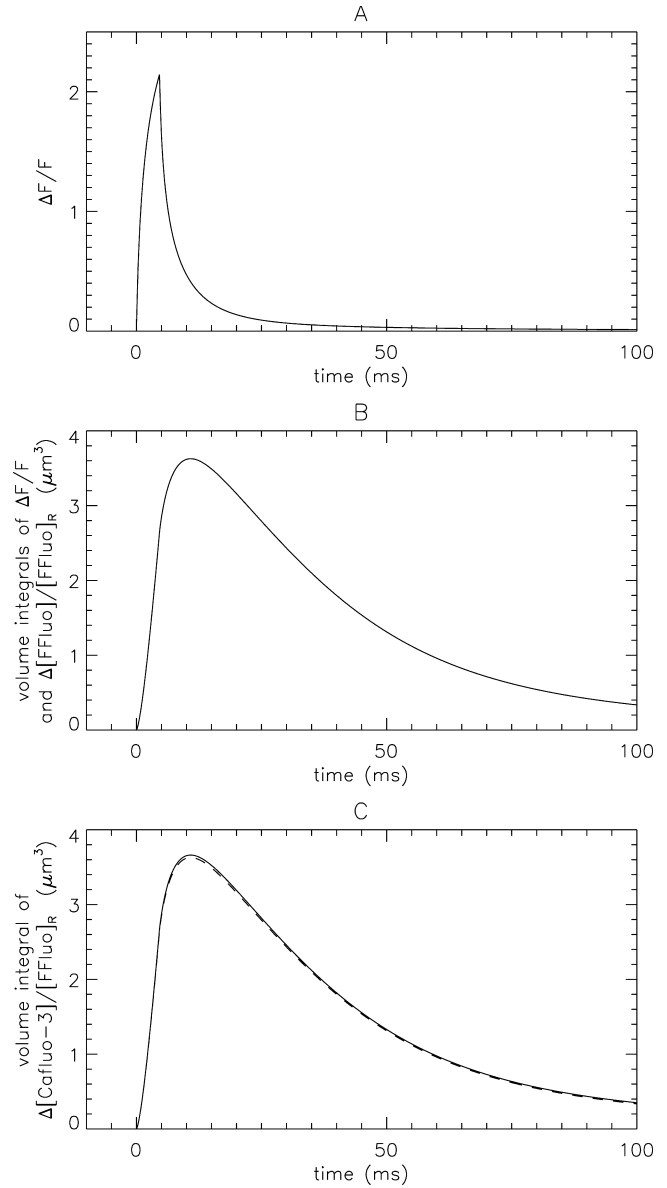 A
ΔF/F
2
1
0
0 50 100
time (ms)
B
volume integrals of ΔF/F
and Δ[FFluo]/[FFluo]R (μm3)
4
3
2
1
0
0 50 100
time (ms)
C
volume integral of
Δ[Cafluo−3]/[FFluo]R (μm3)
4
3
2
1
0
0 50 100
time (ms)